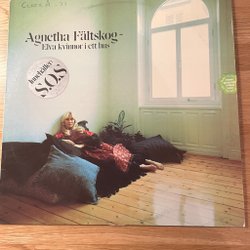 Agnetha Fältskog -
Elva kvinnor i ett hus
Innehåller
S.O.S